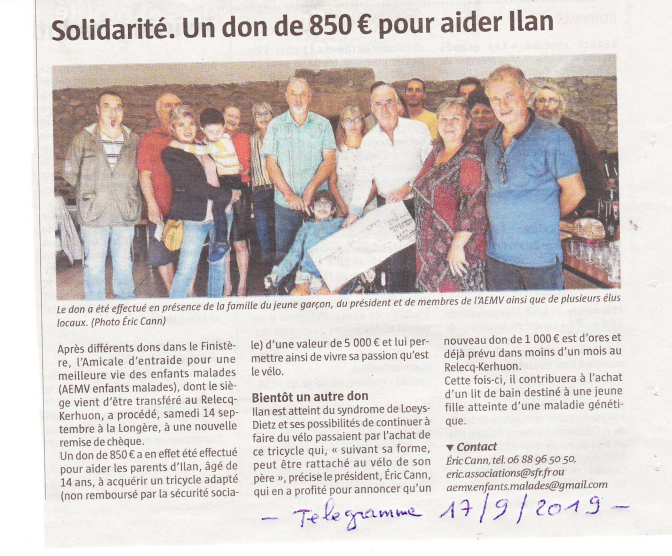 Solidarité. Un don de 850 € pour aider Ilan
Le don a été effectué en présence de la famille du jeune garçon, du président et de membres de l'AEMV ainsi que de plusieurs élus
locaux. (Photo Éric Cann)
Après différents dons dans le Finistè-
re, l'Amicale d'entraide pour une
meilleure vie des enfants malades
(AEMV enfants malades), dont le siè-
ge vient d'être transféré au Relecq-
Kerhuon, a procédé, samedi 14 sep-
tembre à la Longère, à une nouvelle
remise de chèque.
Un don de 850 € a en effet été effectué
pour aider les parents d'Ilan, âgé de
14 ans, à acquérir un tricycle adapté
(non remboursé par la sécurité socia-
le) d'une valeur de 5 000 € et lui per-
mettre ainsi de vivre sa passion qu'est
le vélo.
Bientôt un autre don
Ilan est atteint du syndrome de Loeys-
Dietz et ses possibilités de continuer à
faire du vélo passaient par l'achat de
ce tricycle qui, « suivant sa forme,
peut être rattaché au vélo de son
père », précise le président, Éric Cann,
qui en a profité pour annoncer qu'un
nouveau don de 1 000 € est d'ores et
déjà prévu dans moins d'un mois au
Relecq-Kerhuon.
Cette fois-ci, il contribuera à l'achat
d'un lit de bain destiné à une jeune
fille atteinte d'une maladie généti-
que.
▼ Contact
Éric Cann, tél. 06 88 96 50 50,
eric.associations@sfr.fr ou
aemv.enfants.malades@gmail.com
- Telegramme 17/9/2019 -